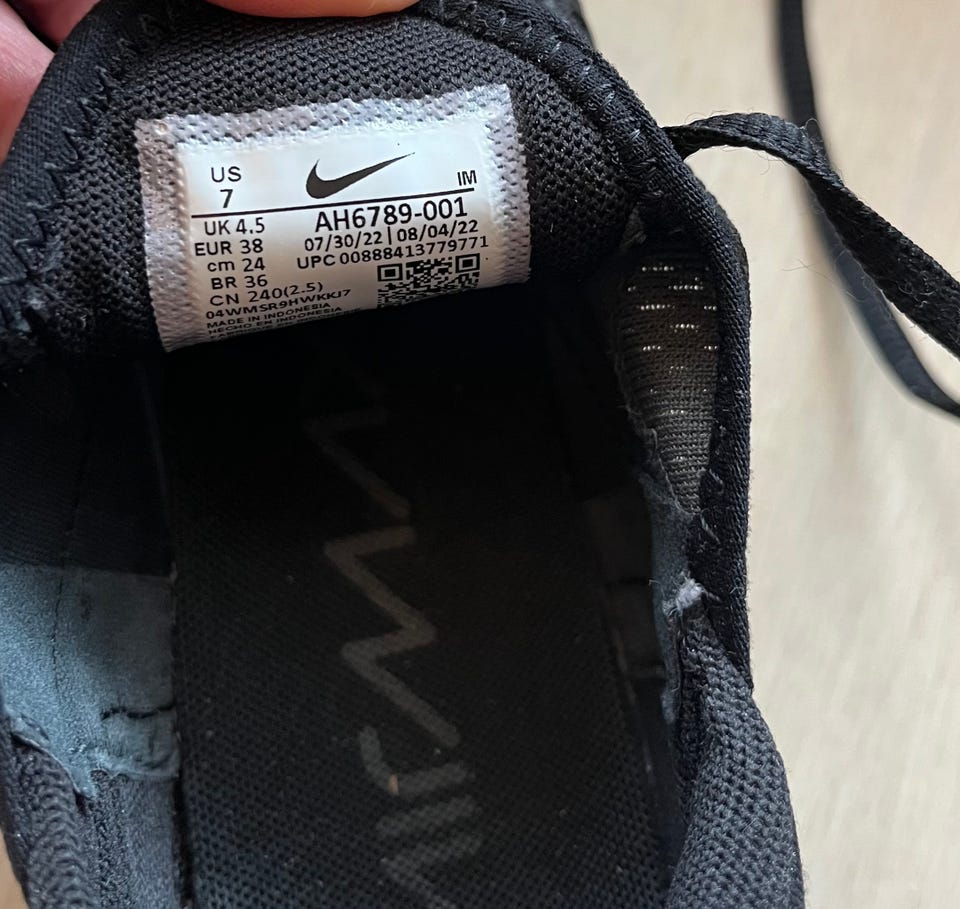 US
7
IM
UK 4.5
EUR 38
cm 24
BR 36
CN 240(2.5)
AH6789-001
07/30/22 | 08/04/22
UPC 00888413779771
04WMSR9HWKKJ7
MADE IN INDONESIA
HECHO EN INDONESIA